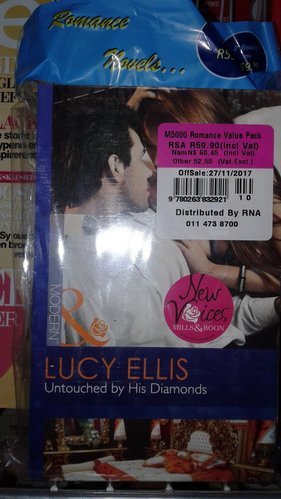 Romance
Novels...
M5000 Romance Value Pack
RSA R59.90(Incl Vat)
NamN$ 60.45 (Incl Vat)
Other 52.55 (Vat.Excl.)
OffSale:27/11/2017
9 780263 832921 10
Distributed By RNA
011 473 8700
MODERN
New
Voices
MILLS & BOON
LUCY ELLIS
Untouched by His Diamonds